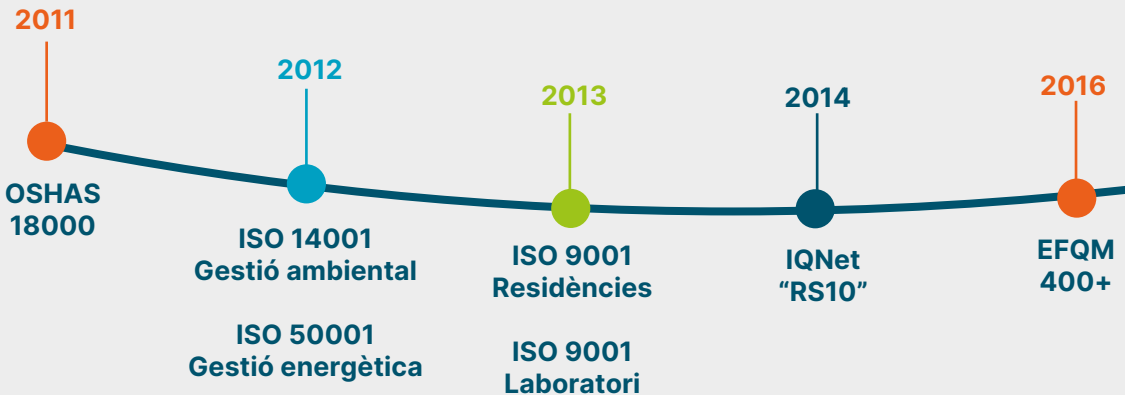 2011
OSHAS
18000
2012
ISO 14001
Gestió ambiental
ISO 50001
Gestió energètica
2013
ISO 9001
Residències
ISO 9001
Laboratori
2014
IQNet
“RS10”
2016
EFQM
400+